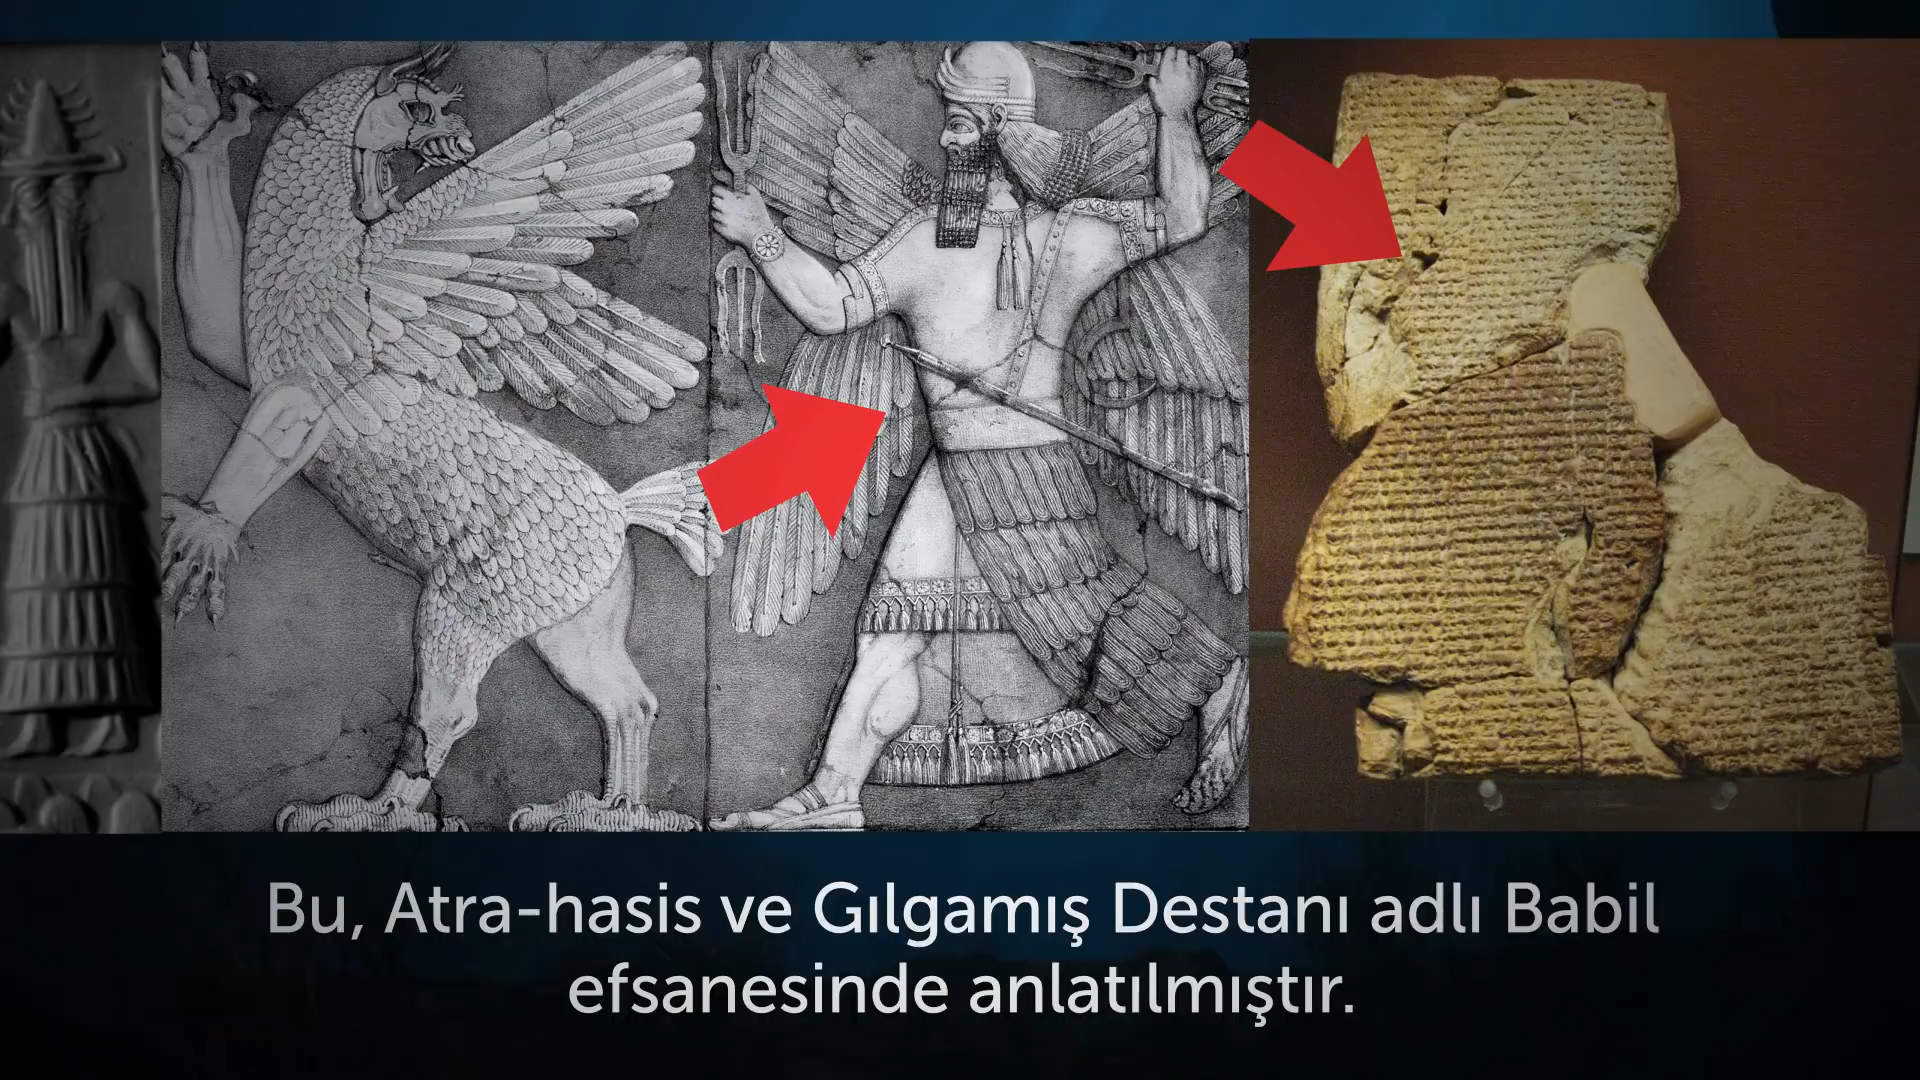 Bu, Atra-hasis ve Gılgamış Destanı adlı Babil
efsanesinde anlatılmıştır.